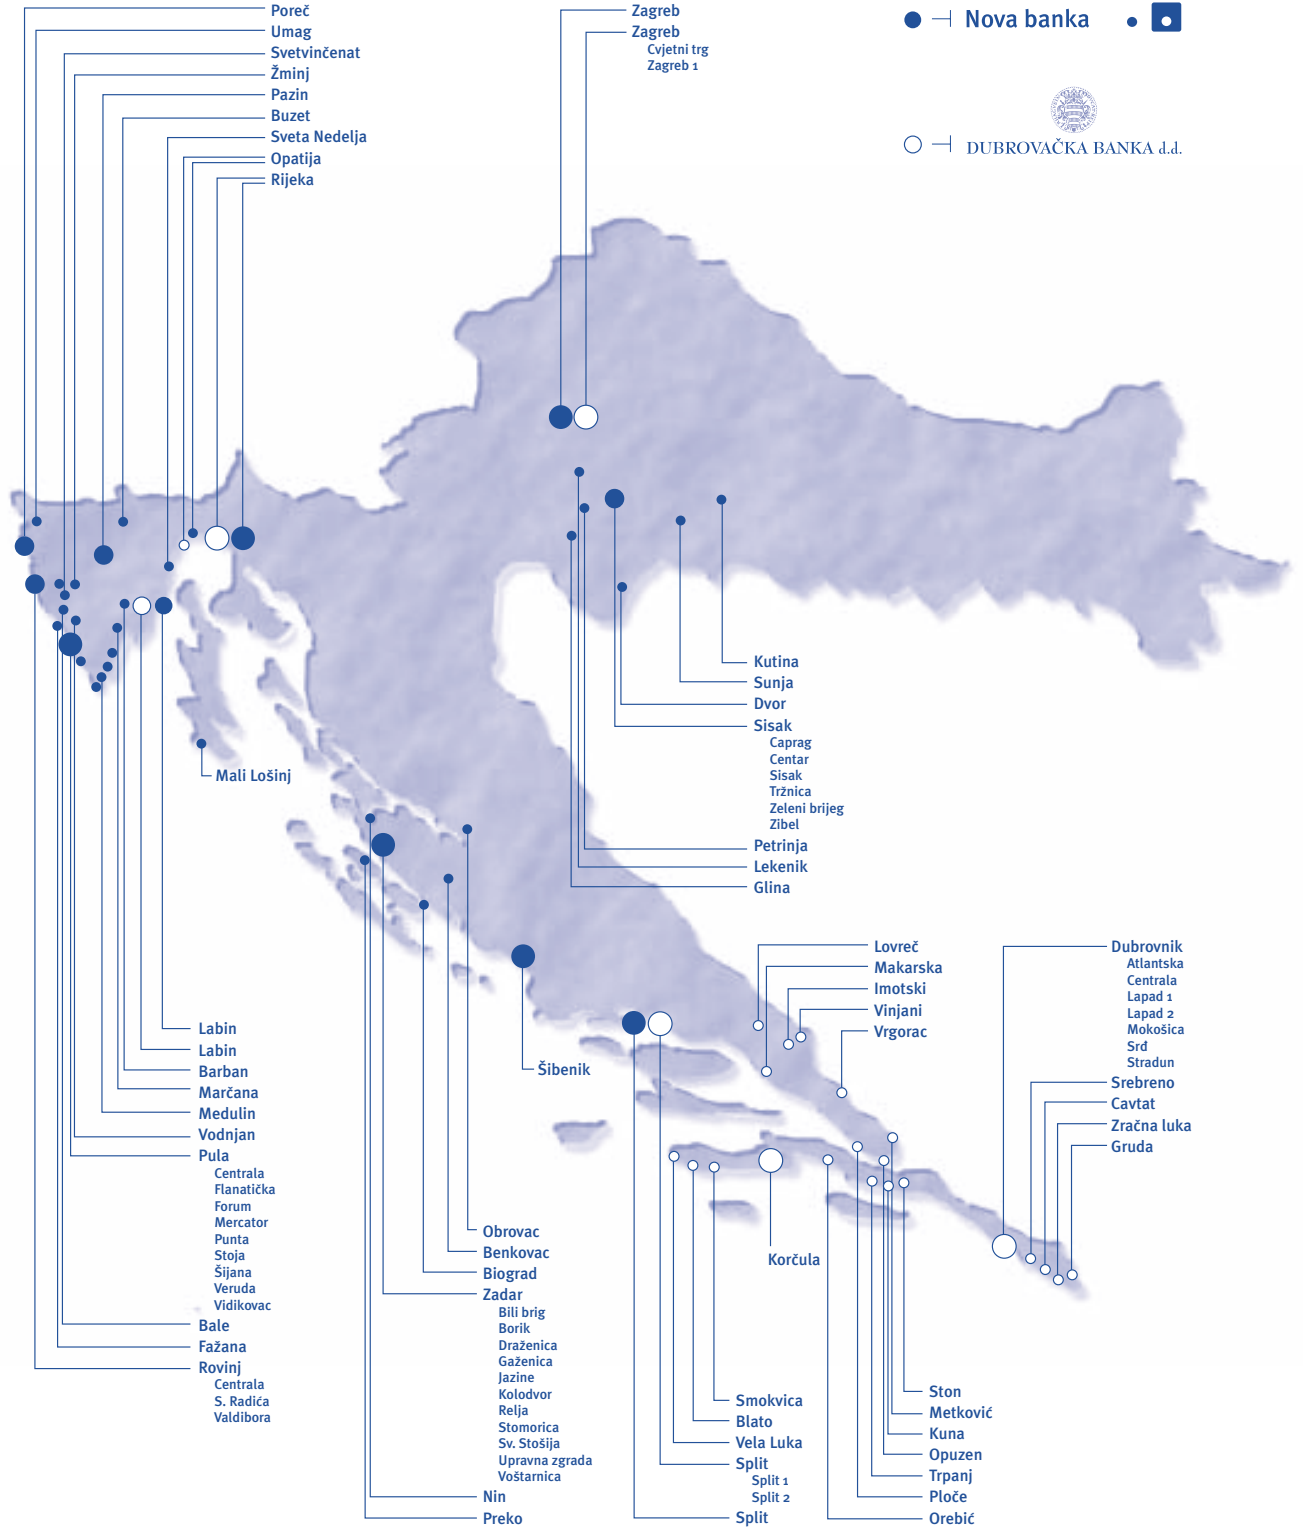 Poreč
Umag
Svetvinčenat
Žminj
Pazin
Buzet
Sveta Nedelja
Opatija
Rijeka
Zagreb
Zagreb
Cvjetni trg
Zagreb 1
Nova banka
DUBROVAČKA BANKA d.d.
Kutina
Sunja
Dvor
Sisak
Caprag
Centar
Sisak
Tržnica
Zeleni brijeg
Zibel
Petrinja
Lekenik
Glina
Mali Lošinj
Lovreč
Makarska
Imotski
Vinjani
Vrgorac
Dubrovnik
Atlantska
Centrala
Lapad 1
Lapad 2
Mokošica
Srđ
Stradun
Srebreno
Cavtat
Zračna luka
Gruda
Labin
Labin
Barban
Marčana
Medulin
Vodnjan
Pula
Centrala
Flanatička
Forum
Mercator
Punta
Stoja
Šijana
Veruda
Vidikovac
Bale
Fažana
Rovinj
Centrala
S. Radića
Valdibora
Šibenik
Korčula
Obrovac
Benkovac
Biograd
Zadar
Bili brig
Borik
Draženica
Gaženica
Jazine
Kolodvor
Relja
Stomorica
Sv. Stošija
Upravna zgrada
Voštarnica
Nin
Preko
Smokvica
Blato
Vela Luka
Split
Split 1
Split 2
Split
Ston
Metković
Kuna
Opuzen
Trpanj
Ploče
Orebić